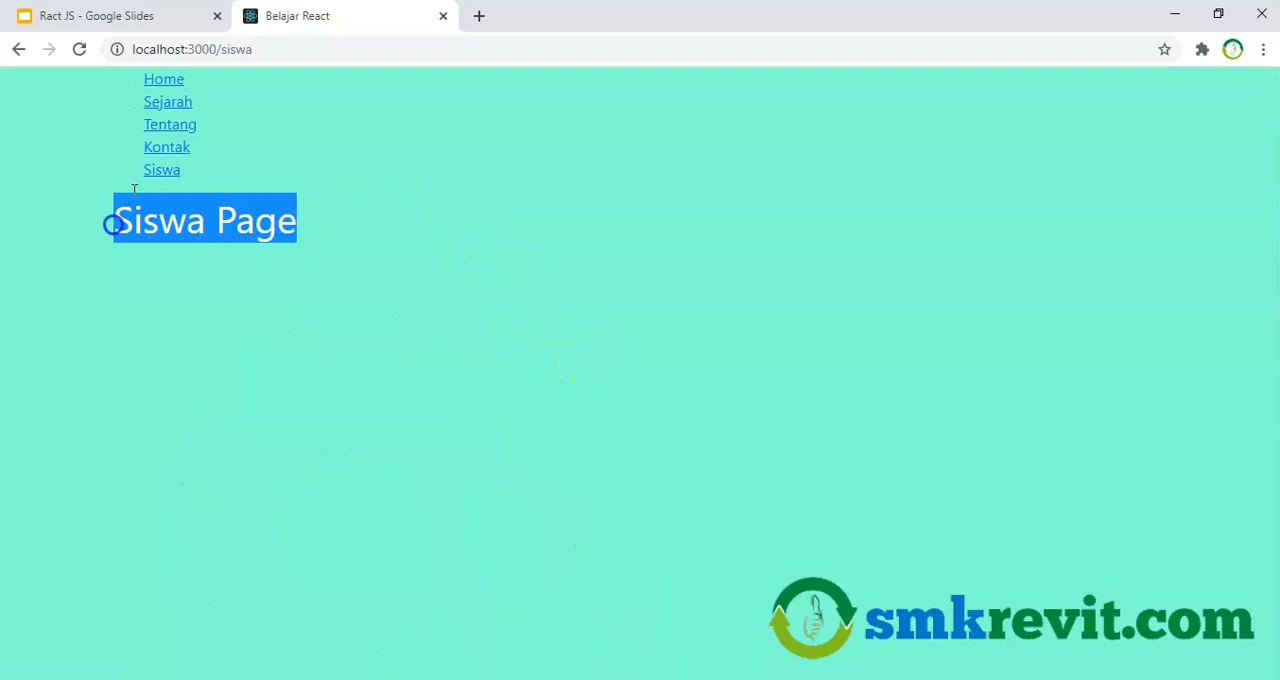 Ract JS - Google Slides
Belajar React
localhost:3000/siswa
Home
Sejarah
Tentang
Kontak
Siswa
Siswa Page
smkrevit.com